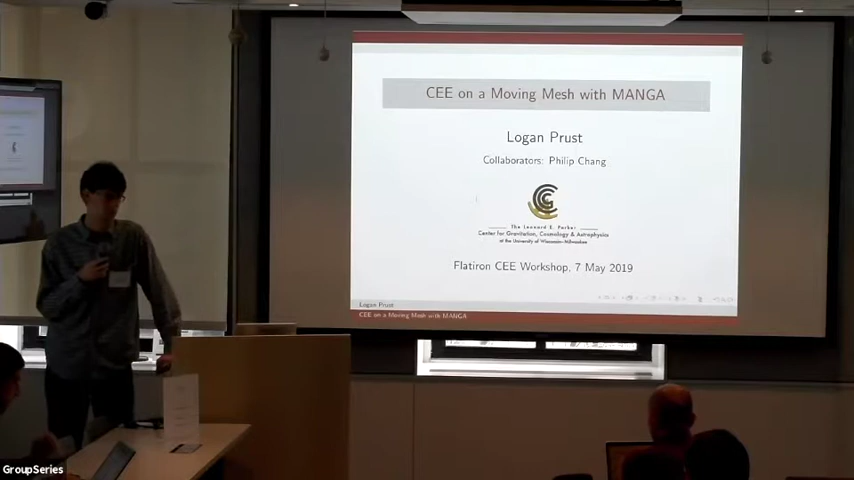 CEE on a Moving Mesh with MANGA
Logan Prust
Collaborators: Philip Chang
The Leonard E. Parker
Center for Gravitation, Cosmology & Astrophysics
at the University of Wisconsin-Milwaukee
Flatiron CEE Workshop, 7 May 2019
Logan Prust
CEE on a Moving Mesh with MANGA
GroupSeries